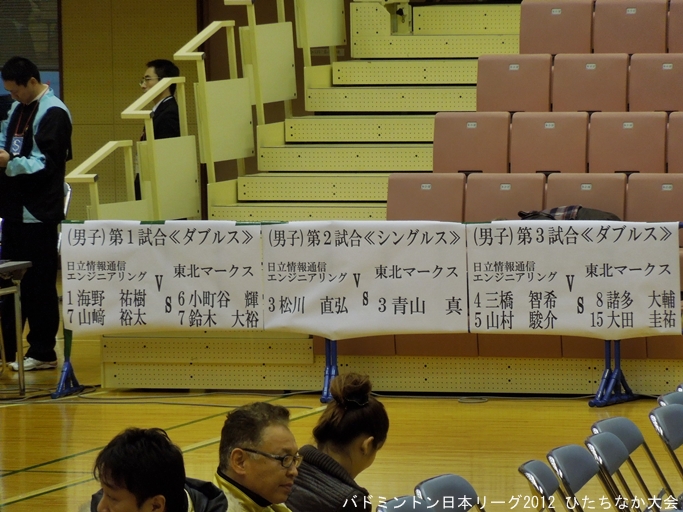 (男子)第1試合≪ダブルス≫
日立情報通信
エンジニアリング
V
S
東北マークス
1海野 祐樹
6小町谷 輝
7山崎 裕太
7鈴木 大裕
(男子)第2試合≪シングルス≫
日立情報通信
エンジニアリング
V
S
東北マークス
3松川 直弘
3青山 真
(男子)第3試合≪ダブルス≫
日立情報通信
エンジニアリング
V
S
東北マークス
4三橋 智希
8諸多 大輔
5山村 駿介
15大田 圭祐
バドミントン日本リーグ2012 ひたちなか大会